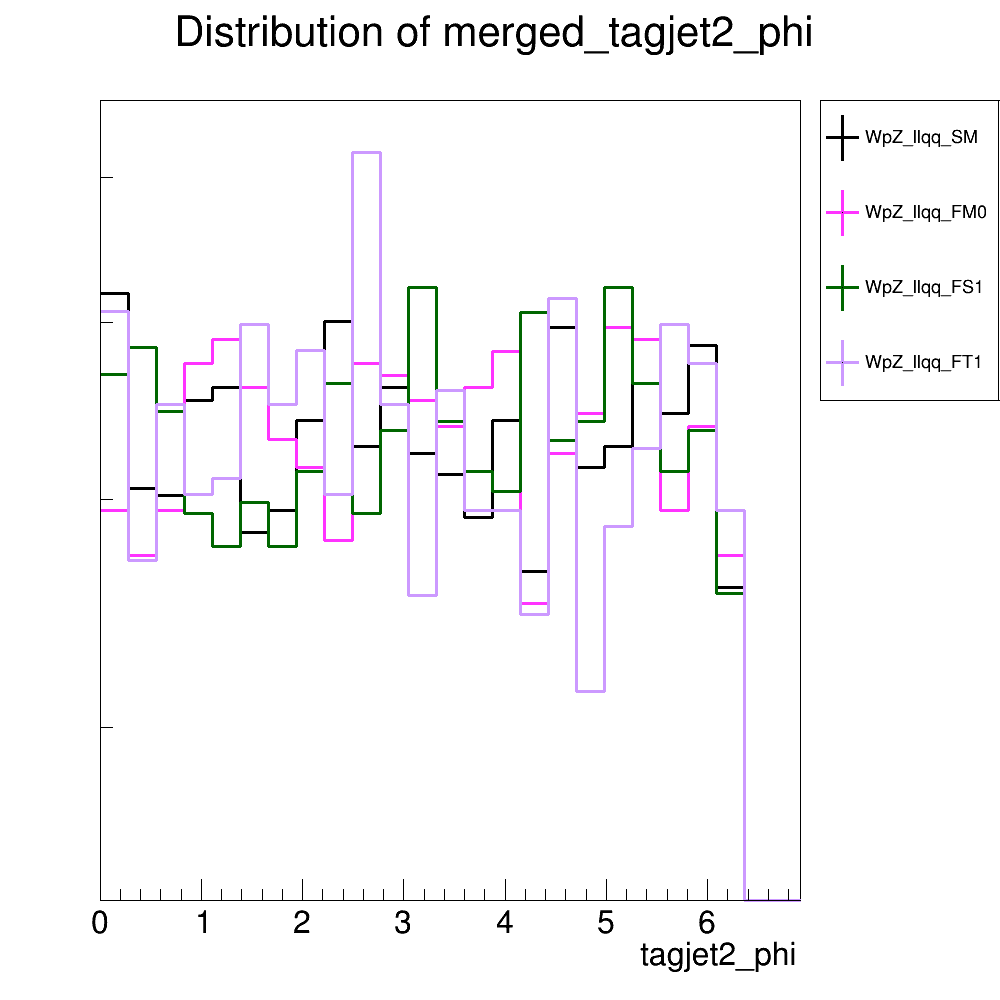 Distribution of merged_tagjet2_phi
WpZ_llqq_SM
WpZ_llqq_FM0
WpZ_llqq_FS1
WpZ_llqq_FT1
0 1 2 3 4 5 6
tagjet2_phi